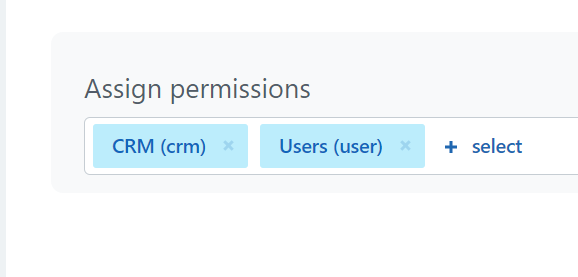 Assign permissions
CRM (crm) × Users (user) × + select